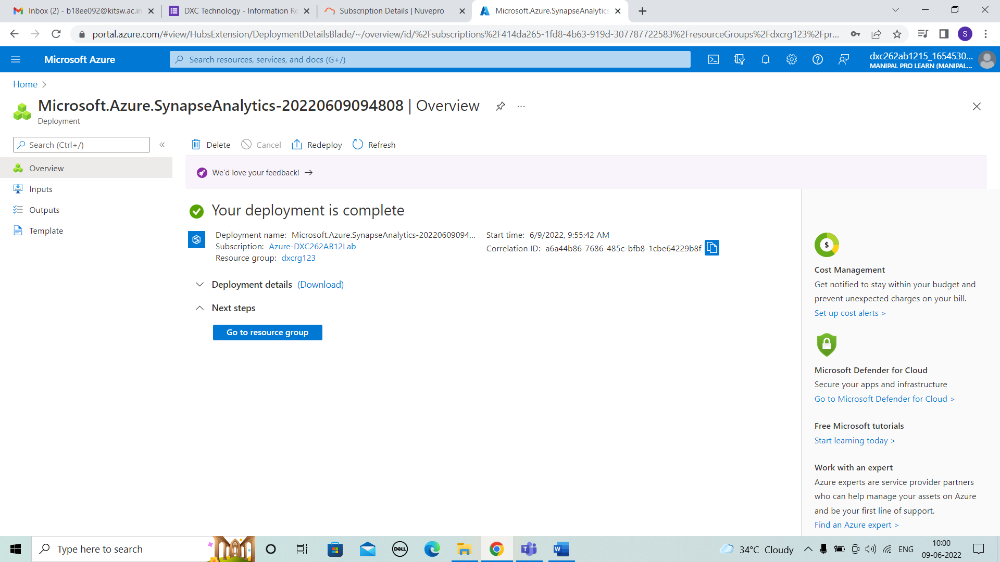 Inbox (2) - b18ee092@kitsw.ac.in
DXC Technology - Information Re
Subscription Details | Nuvepro
Microsoft.Azure.SynapseAnalytics
portal.azure.com/#view/HubsExtension/DeploymentDetailsBlade/~/overview/id/%2Fsubscriptions%2F414da265-1fd8-4b63-919d-307787722583%2FresourceGroups%2Fdxcrg123%2Fpr...
S
Microsoft Azure
Search resources, services, and docs (G+/)
dxc262ab1215_1654530...
MANIPAL PRO LEARN (MANIPAL...
Home
Microsoft.Azure.SynapseAnalytics-20220609094808 | Overview
Deployment
Search (Ctrl+/)
Delete
Cancel
Redeploy
Refresh
Overview
Inputs
Outputs
Template
We'd love your feedback!
Your deployment is complete
Deployment name: Microsoft.Azure.SynapseAnalytics-20220609094...
Subscription: Azure-DXC262AB12Lab
Resource group: dxcrg123
Start time: 6/9/2022, 9:55:42 AM
Correlation ID: a6a44b86-7686-485c-bfb8-1cbe64229b8f
Deployment details (Download)
Next steps
Go to resource group
$
Cost Management
Get notified to stay within your budget and
prevent unexpected charges on your bill.
Set up cost alerts >
Microsoft Defender for Cloud
Secure your apps and infrastructure
Go to Microsoft Defender for Cloud >
Free Microsoft tutorials
Start learning today >
Work with an expert
Azure experts are service provider partners
who can help manage your assets on Azure
and be your first line of support.
Find an Azure expert >
Type here to search
DELL
34°C Cloudy
ENG
10:00
09-06-2022